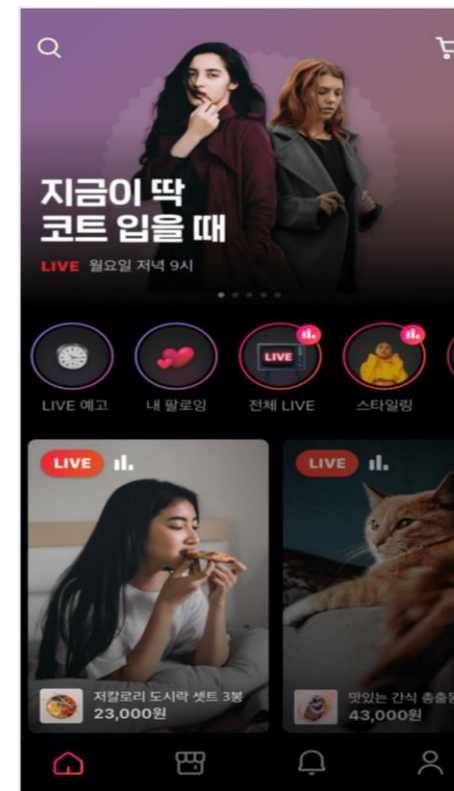 지금이 딱
코트 입을 때
LIVE 월요일 저녁 9시
LIVE
LIVE 예고
내 팔로잉
전체 LIVE
스타일링
LIVE
LIVE
저칼로리 도시락 셋트 3봉
23,000원
맛있는 간식 총출
43,000원